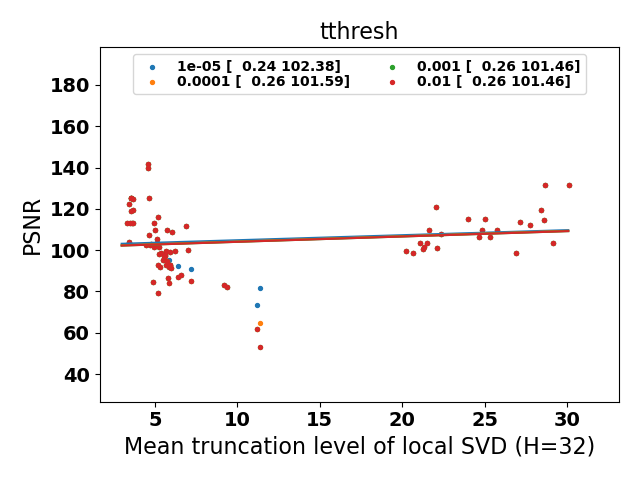 tthresh
1e-05 [  0.24 102.38]
0.0001 [  0.26 101.59]
0.001 [  0.26 101.46]
0.01 [  0.26 101.46]
PSNR
180
160
140
120
100
80
60
40
5 10 15 20 25 30
Mean truncation level of local SVD (H=32)